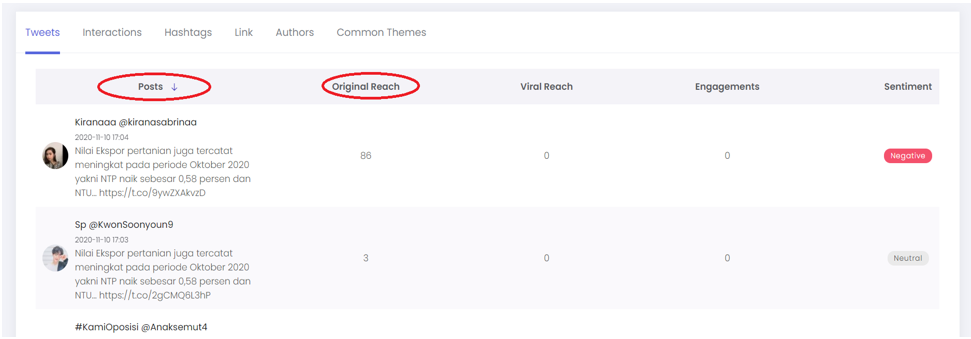 Tweets Interactions Hashtags Link Authors Common Themes
Posts ↓ Original Reach Viral Reach Engagements Sentiment
Kiranaaa @kiranasabrinaa
2020-11-10 17:04
Nilai Ekspor pertanian juga tercatat
meningkat pada periode Oktober 2020
yakni NTP naik sebesar 0,58 persen dan
NTU... https://t.co/9ywZXAkvzD
86 0 0 Negative
Sp @KwonSoonyoun9
2020-11-10 17:03
Nilai Ekspor pertanian juga tercatat
meningkat pada periode Oktober 2020
yakni NTP naik sebesar 0,58 persen dan
NTU... https://t.co/2gCMQ6L3hP
3 0 0 Neutral
#KamiOposisi @Anaksemut4